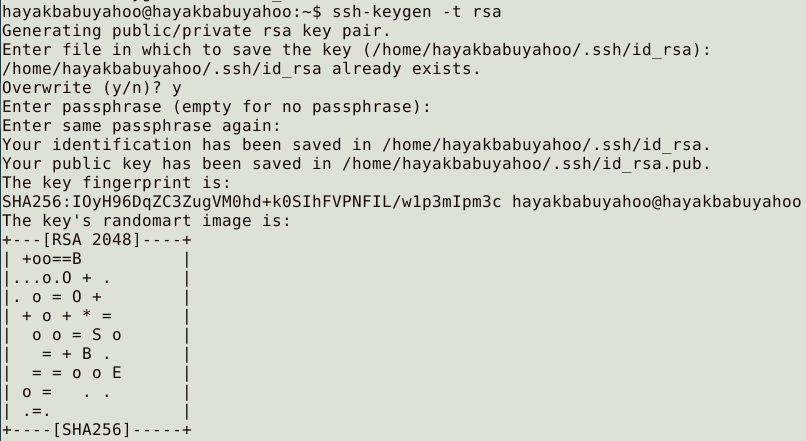 hayakbabuyahoo@hayakbabuyahoo:~$ ssh-keygen -t rsa
Generating public/private rsa key pair.
Enter file in which to save the key (/home/hayakbabuyahoo/.ssh/id_rsa):
/home/hayakbabuyahoo/.ssh/id_rsa already exists.
Overwrite (y/n)? y
Enter passphrase (empty for no passphrase):
Enter same passphrase again:
Your identification has been saved in /home/hayakbabuyahoo/.ssh/id_rsa.
Your public key has been saved in /home/hayakbabuyahoo/.ssh/id_rsa.pub.
The key fingerprint is:
SHA256:IOyH96DqZC3ZugVM0hd+k0SIhFVPNFIL/w1p3mIpm3c hayakbabuyahoo@hayakbabuyahoo
The key's randomart image is:
+---[RSA 2048]----+
| +oo==B          |
|...o.O + .       |
|. o = O +        |
| + o + * =       |
|  o o = S o      |
|   = + B .       |
|  = = o o E      |
| o =   . .       |
| .=.             |
+----[SHA256]-----+